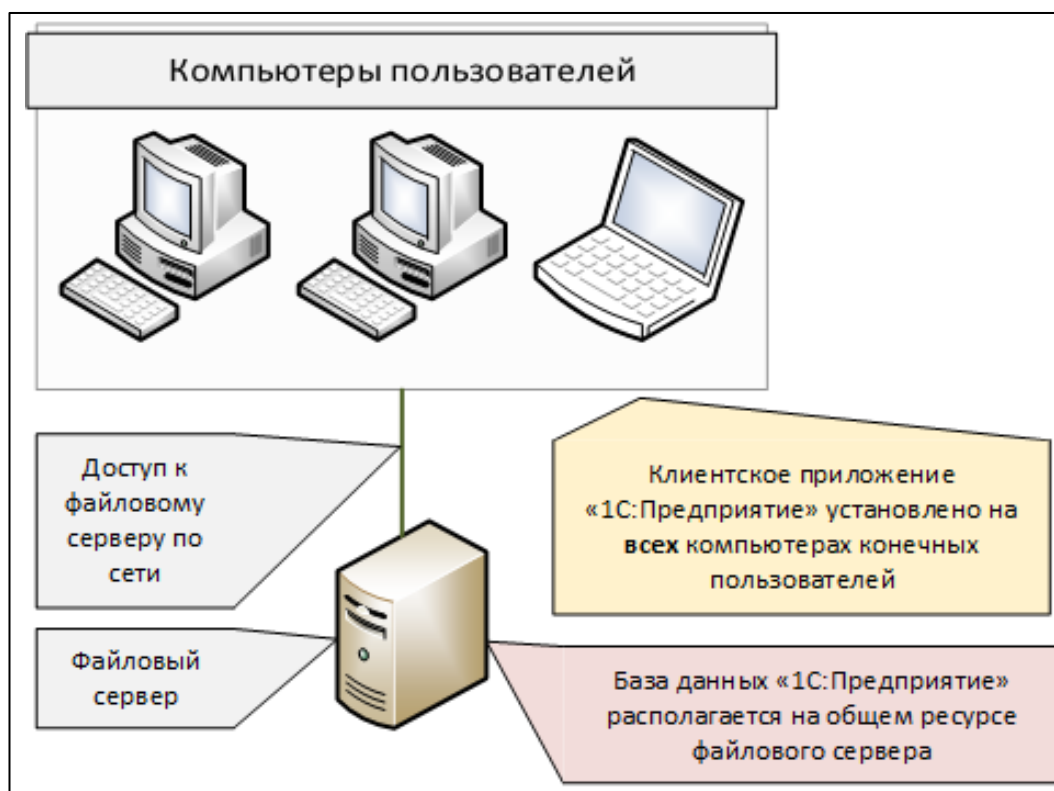 Компьютеры пользователей
Доступ к
файловому
серверу по
сети
Клиентское приложение
«1С:Предприятие» установлено на
всех компьютерах конечных
пользователей
Файловый
сервер
База данных «1С:Предприятие»
располагается на общем ресурсе
файлового сервера